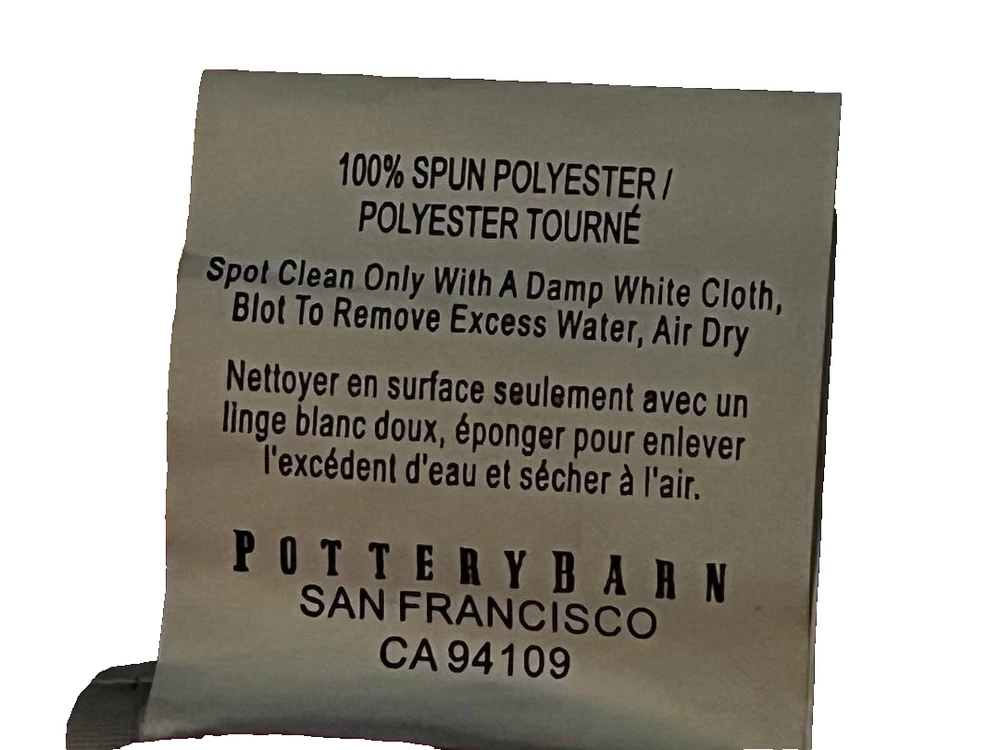 100% SPUN POLYESTER /
POLYESTER TOURNÉ
Spot Clean Only With A Damp White Cloth,
Blot To Remove Excess Water, Air Dry
Nettoyer en surface seulement avec un
linge blanc doux, éponger pour enlever
l'excédent d'eau et sécher à l'air.
POTTERYBARN
SAN FRANCISCO
CA 94109